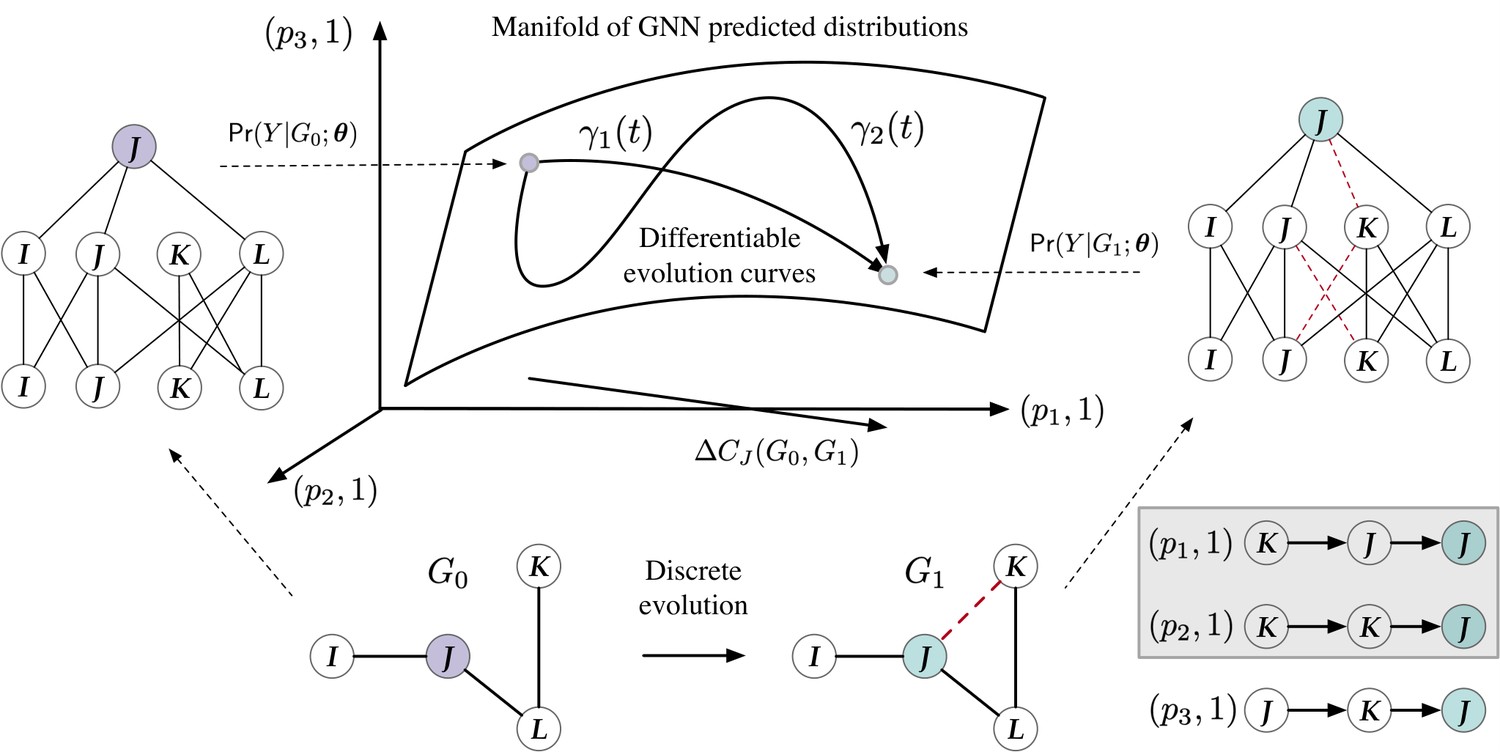 Manifold of GNN predicted distributions
(p₃, 1)
Pr(Y|G₀; θ)
γ₁(t)
γ₂(t)
Differentiable
evolution curves
Pr(Y|G₁; θ)
(p₁, 1)
(p₂, 1)
ΔC_J(G₀, G₁)
J
I J K L
I J K L
J
I J K L
I J K L
G₀
K
I J
L
Discrete
evolution
G₁
K
I J
L
(p₁, 1) K J J
(p₂, 1) K K J
(p₃, 1) J K J